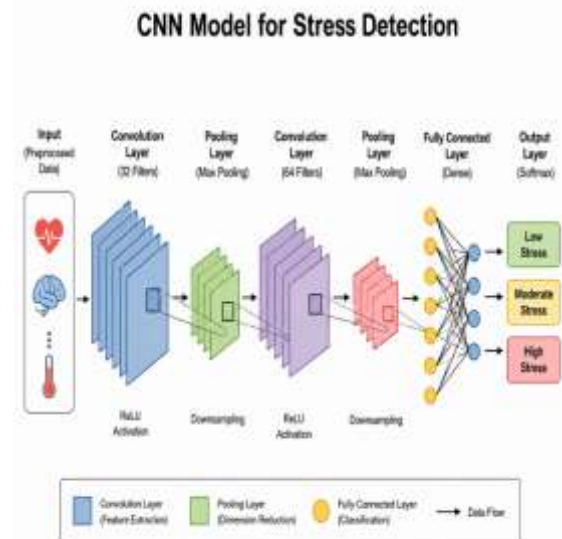 CNN Model for Stress Detection
Input
(Preprocessed
Data)
Convolution
Layer
(32 Filters)
Pooling
Layer
(Max Pooling)
Convolution
Layer
(64 Filters)
Pooling
Layer
(Max Pooling)
Fully Connected
Layer
(Dense)
Output
Layer
(Softmax)
Low
Stress
Moderate
Stress
High
Stress
ReLU
Activation
Downsampling
ReLU
Activation
Downsampling
Convolution Layer
(Feature Extraction)
Pooling Layer
(Dimension Reduction)
Fully Connected Layer
(Classification)
Data Flow